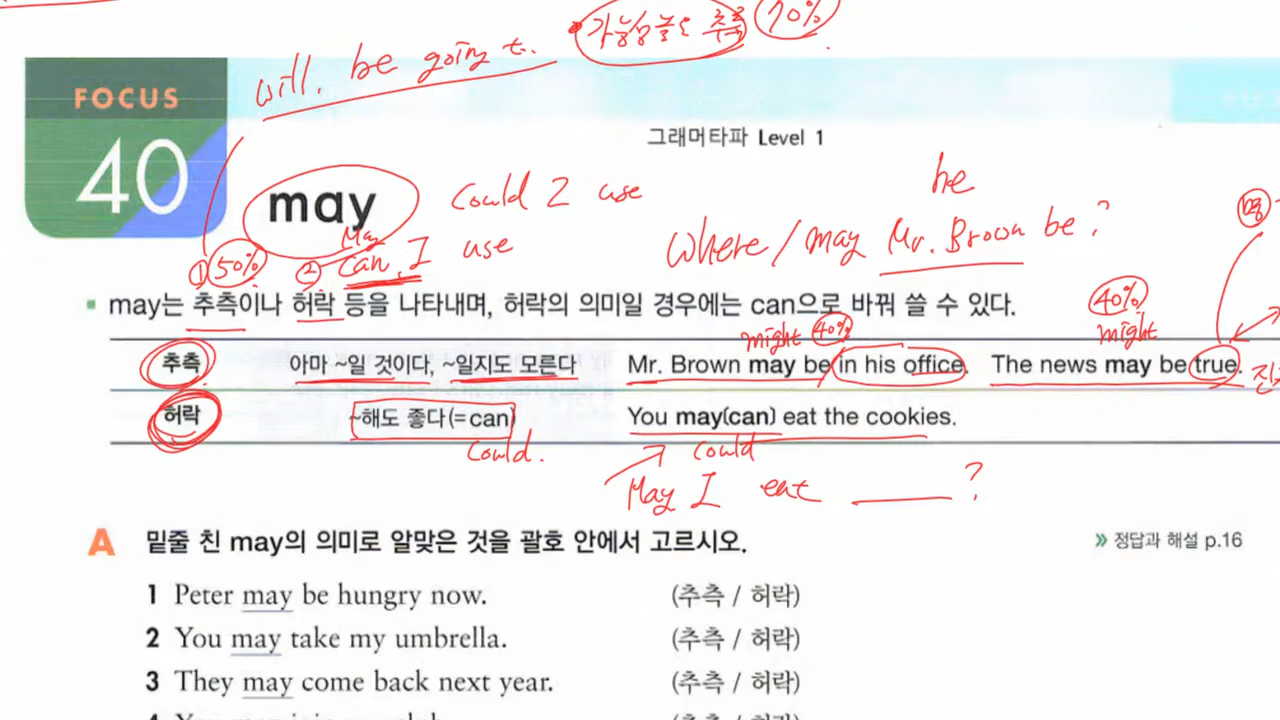 • 가능성 높은 추측 70%
will. be going to.
FOCUS
40
그래머타파 Level 1
may
could I use
he
May
can. I use
where / may Mr. Brown be?
① 50% ②
may는 추측이나 허락 등을 나타내며, 허락의 의미일 경우에는 can으로 바꿔 쓸 수 있다.
40%
might 40% might
추측 아마 ~일 것이다, ~일지도 모른다 Mr. Brown may be in his office. The news may be true.
허락 ~해도 좋다(=can) You may(can) eat the cookies.
could. could
May I eat ______?
A 밑줄 친 may의 의미로 알맞은 것을 괄호 안에서 고르시오.
» 정답과 해설 p.16
1 Peter may be hungry now. (추측 / 허락)
2 You may take my umbrella. (추측 / 허락)
3 They may come back next year. (추측 / 허락)